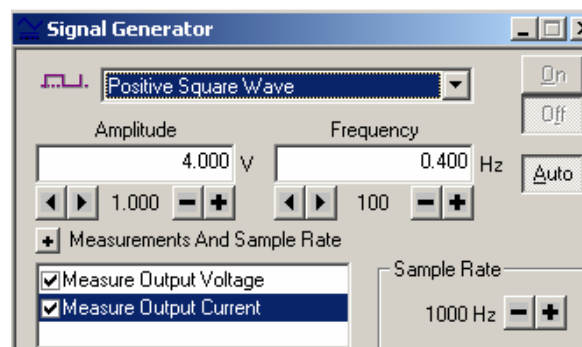 Signal Generator
Positive Square Wave
On
Off
Auto
Amplitude Frequency
4.000 V 0.400 Hz
1.000 100
Measurements And Sample Rate
Measure Output Voltage
Measure Output Current
Sample Rate
1000 Hz